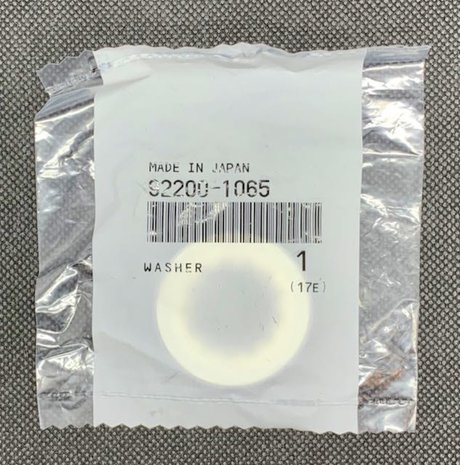 MADE IN JAPAN
92200-1065
WASHER 1
(17E)